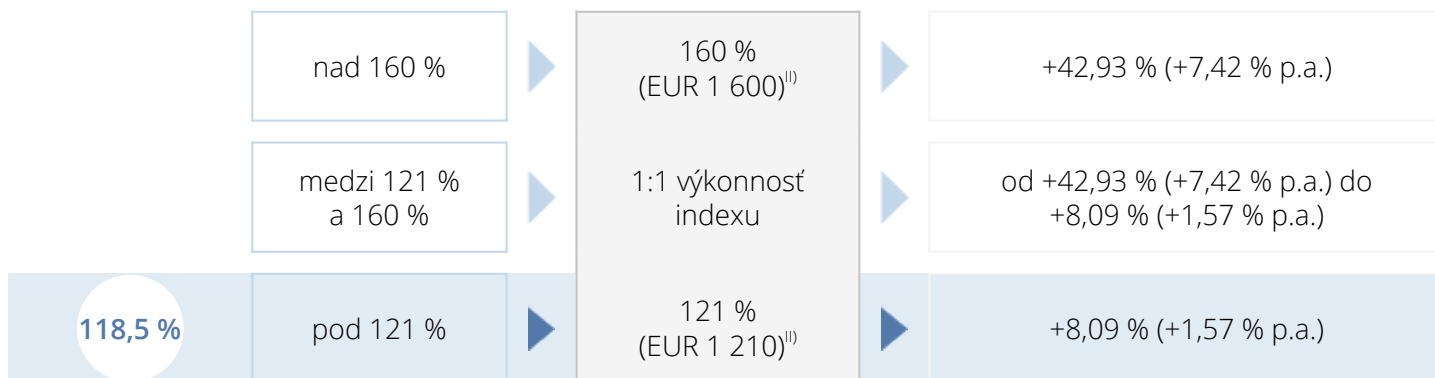 nad 160 %
160 %
(EUR 1 600)II)
+42,93 % (+7,42 % p.a.)
medzi 121 %
a 160 %
1:1 výkonnosť
indexu
od +42,93 % (+7,42 % p.a.) do
+8,09 % (+1,57 % p.a.)
118,5 %
pod 121 %
121 %
(EUR 1 210)II)
+8,09 % (+1,57 % p.a.)